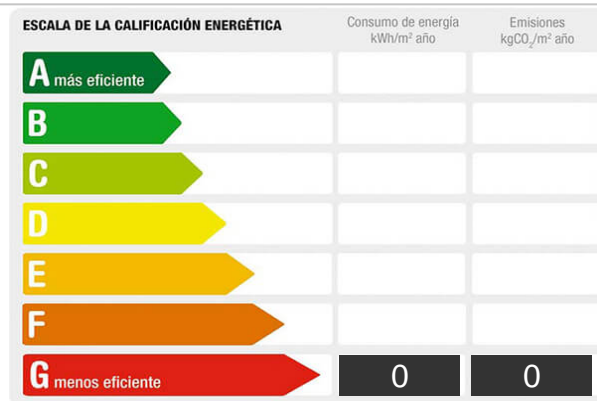 ESCALA DE LA CALIFICACIÓN ENERGÉTICA
Consumo de energía
kWh/m² año
Emisiones
kgCO₂/m² año
A más eficiente
B
C
D
E
F
G menos eficiente
0
0